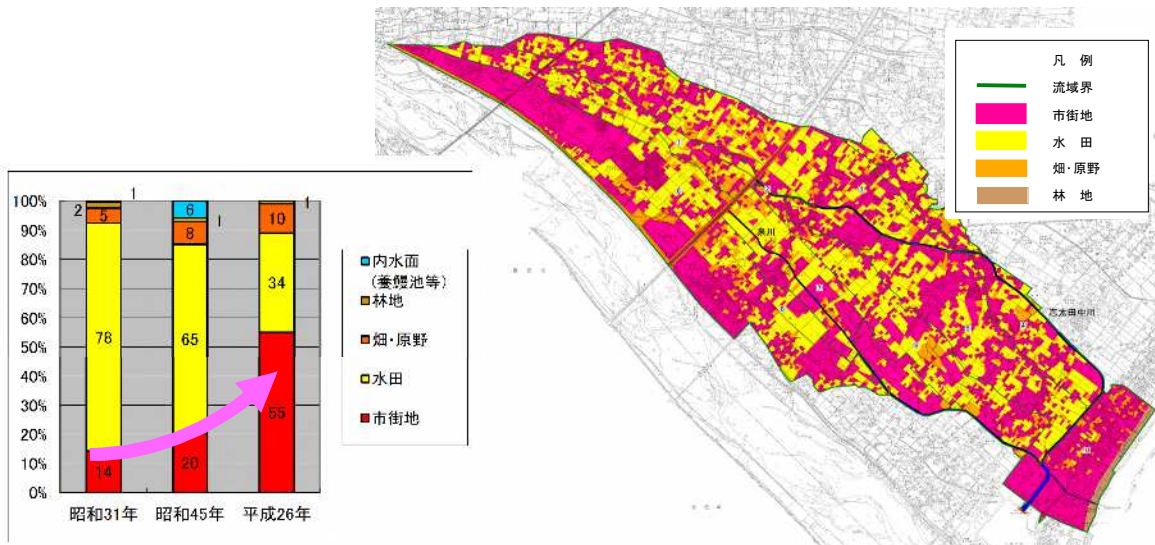 凡 例
流域界
市街地
水 田
畑・原野
林 地
泉川
志太田中川
100%
90%
80%
70%
60%
50%
40%
30%
20%
10%
0%
1
2
5
78
14
6
1
8
65
20
1
10
34
55
昭和31年 昭和45年 平成26年
内水面
(養鰻池等)
林地
畑・原野
水田
市街地